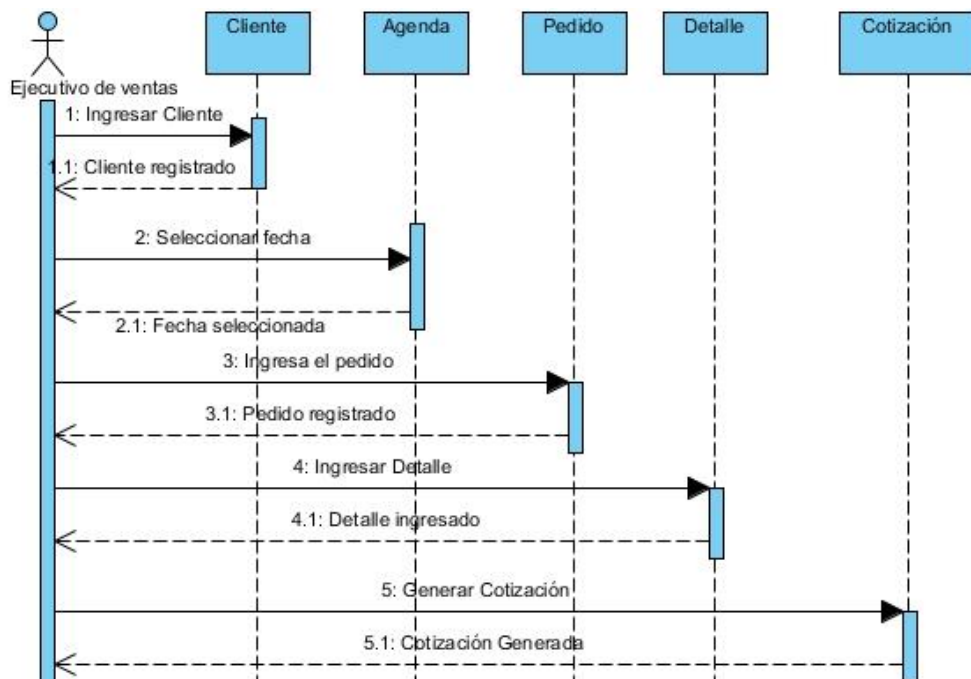 Cliente
Agenda
Pedido
Detalle
Cotización
Ejecutivo de ventas
1: Ingresar Cliente
1.1: Cliente registrado
2: Seleccionar fecha
2.1: Fecha seleccionada
3: Ingresa el pedido
3.1: Pedido registrado
4: Ingresar Detalle
4.1: Detalle ingresado
5: Generar Cotización
5.1: Cotización Generada